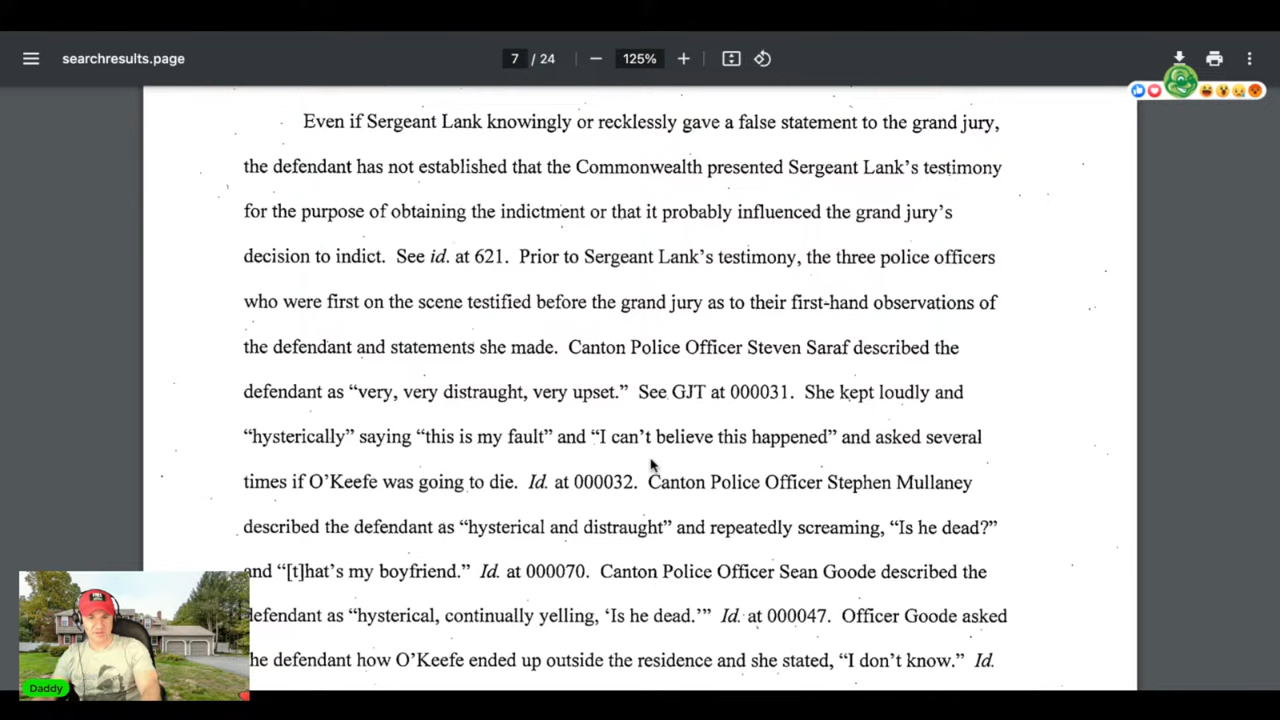 searchresults.page
7 / 24
125%
Even if Sergeant Lank knowingly or recklessly gave a false statement to the grand jury,
the defendant has not established that the Commonwealth presented Sergeant Lank's testimony
for the purpose of obtaining the indictment or that it probably influenced the grand jury's
decision to indict. See id. at 621. Prior to Sergeant Lank's testimony, the three police officers
who were first on the scene testified before the grand jury as to their first-hand observations of
the defendant and statements she made. Canton Police Officer Steven Saraf described the
defendant as “very, very distraught, very upset.” See GJT at 000031. She kept loudly and
“hysterically” saying “this is my fault” and “I can't believe this happened” and asked several
times if O'Keefe was going to die. Id. at 000032. Canton Police Officer Stephen Mullaney
described the defendant as “hysterical and distraught” and repeatedly screaming, “Is he dead?”
and “[t]hat's my boyfriend.” Id. at 000070. Canton Police Officer Sean Goode described the
defendant as “hysterical, continually yelling, ‘Is he dead.’” Id. at 000047. Officer Goode asked
he defendant how O'Keefe ended up outside the residence and she stated, “I don't know.” Id.
Daddy